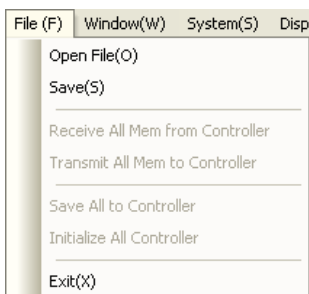 File (F) Window(W) System(S) Disp
Open File(O)
Save(S)
Receive All Mem from Controller
Transmit All Mem to Controller
Save All to Controller
Initialize All Controller
Exit(X)